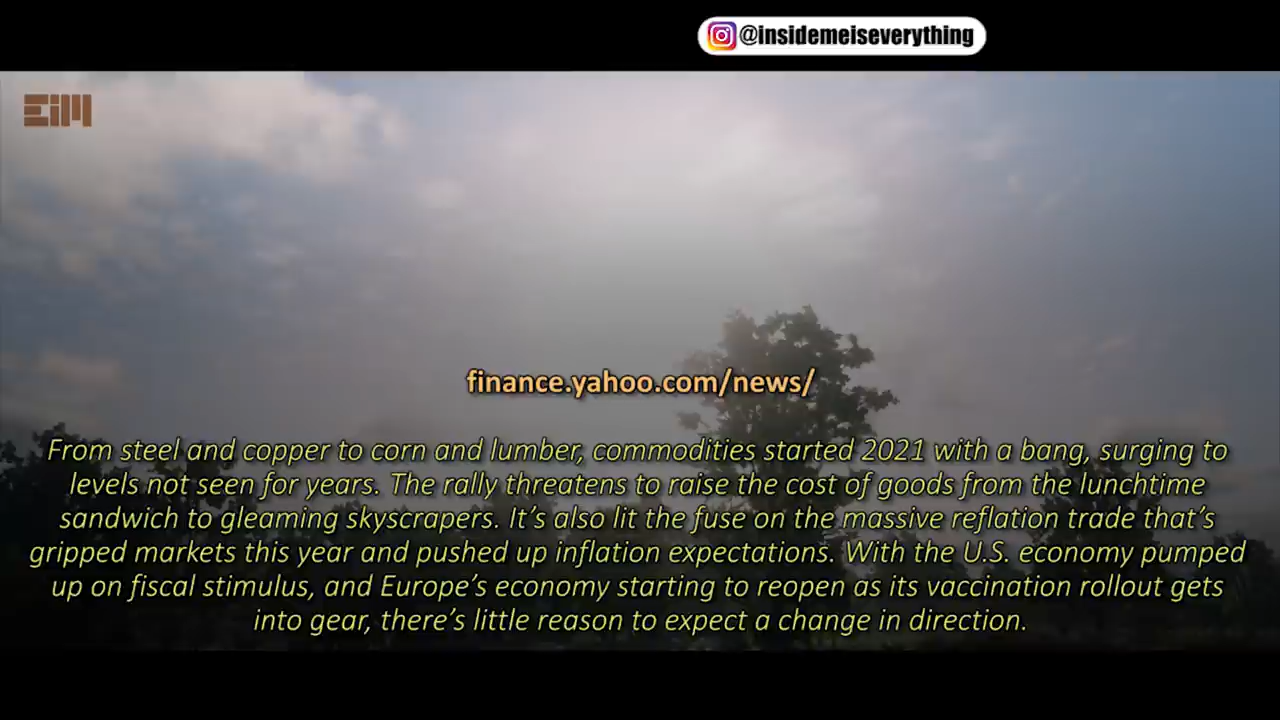 @insidemeiseverything
EiM
finance.yahoo.com/news/
From steel and copper to corn and lumber, commodities started 2021 with a bang, surging to
levels not seen for years. The rally threatens to raise the cost of goods from the lunchtime
sandwich to gleaming skyscrapers. It’s also lit the fuse on the massive reflation trade that’s
gripped markets this year and pushed up inflation expectations. With the U.S. economy pumped
up on fiscal stimulus, and Europe’s economy starting to reopen as its vaccination rollout gets
into gear, there’s little reason to expect a change in direction.